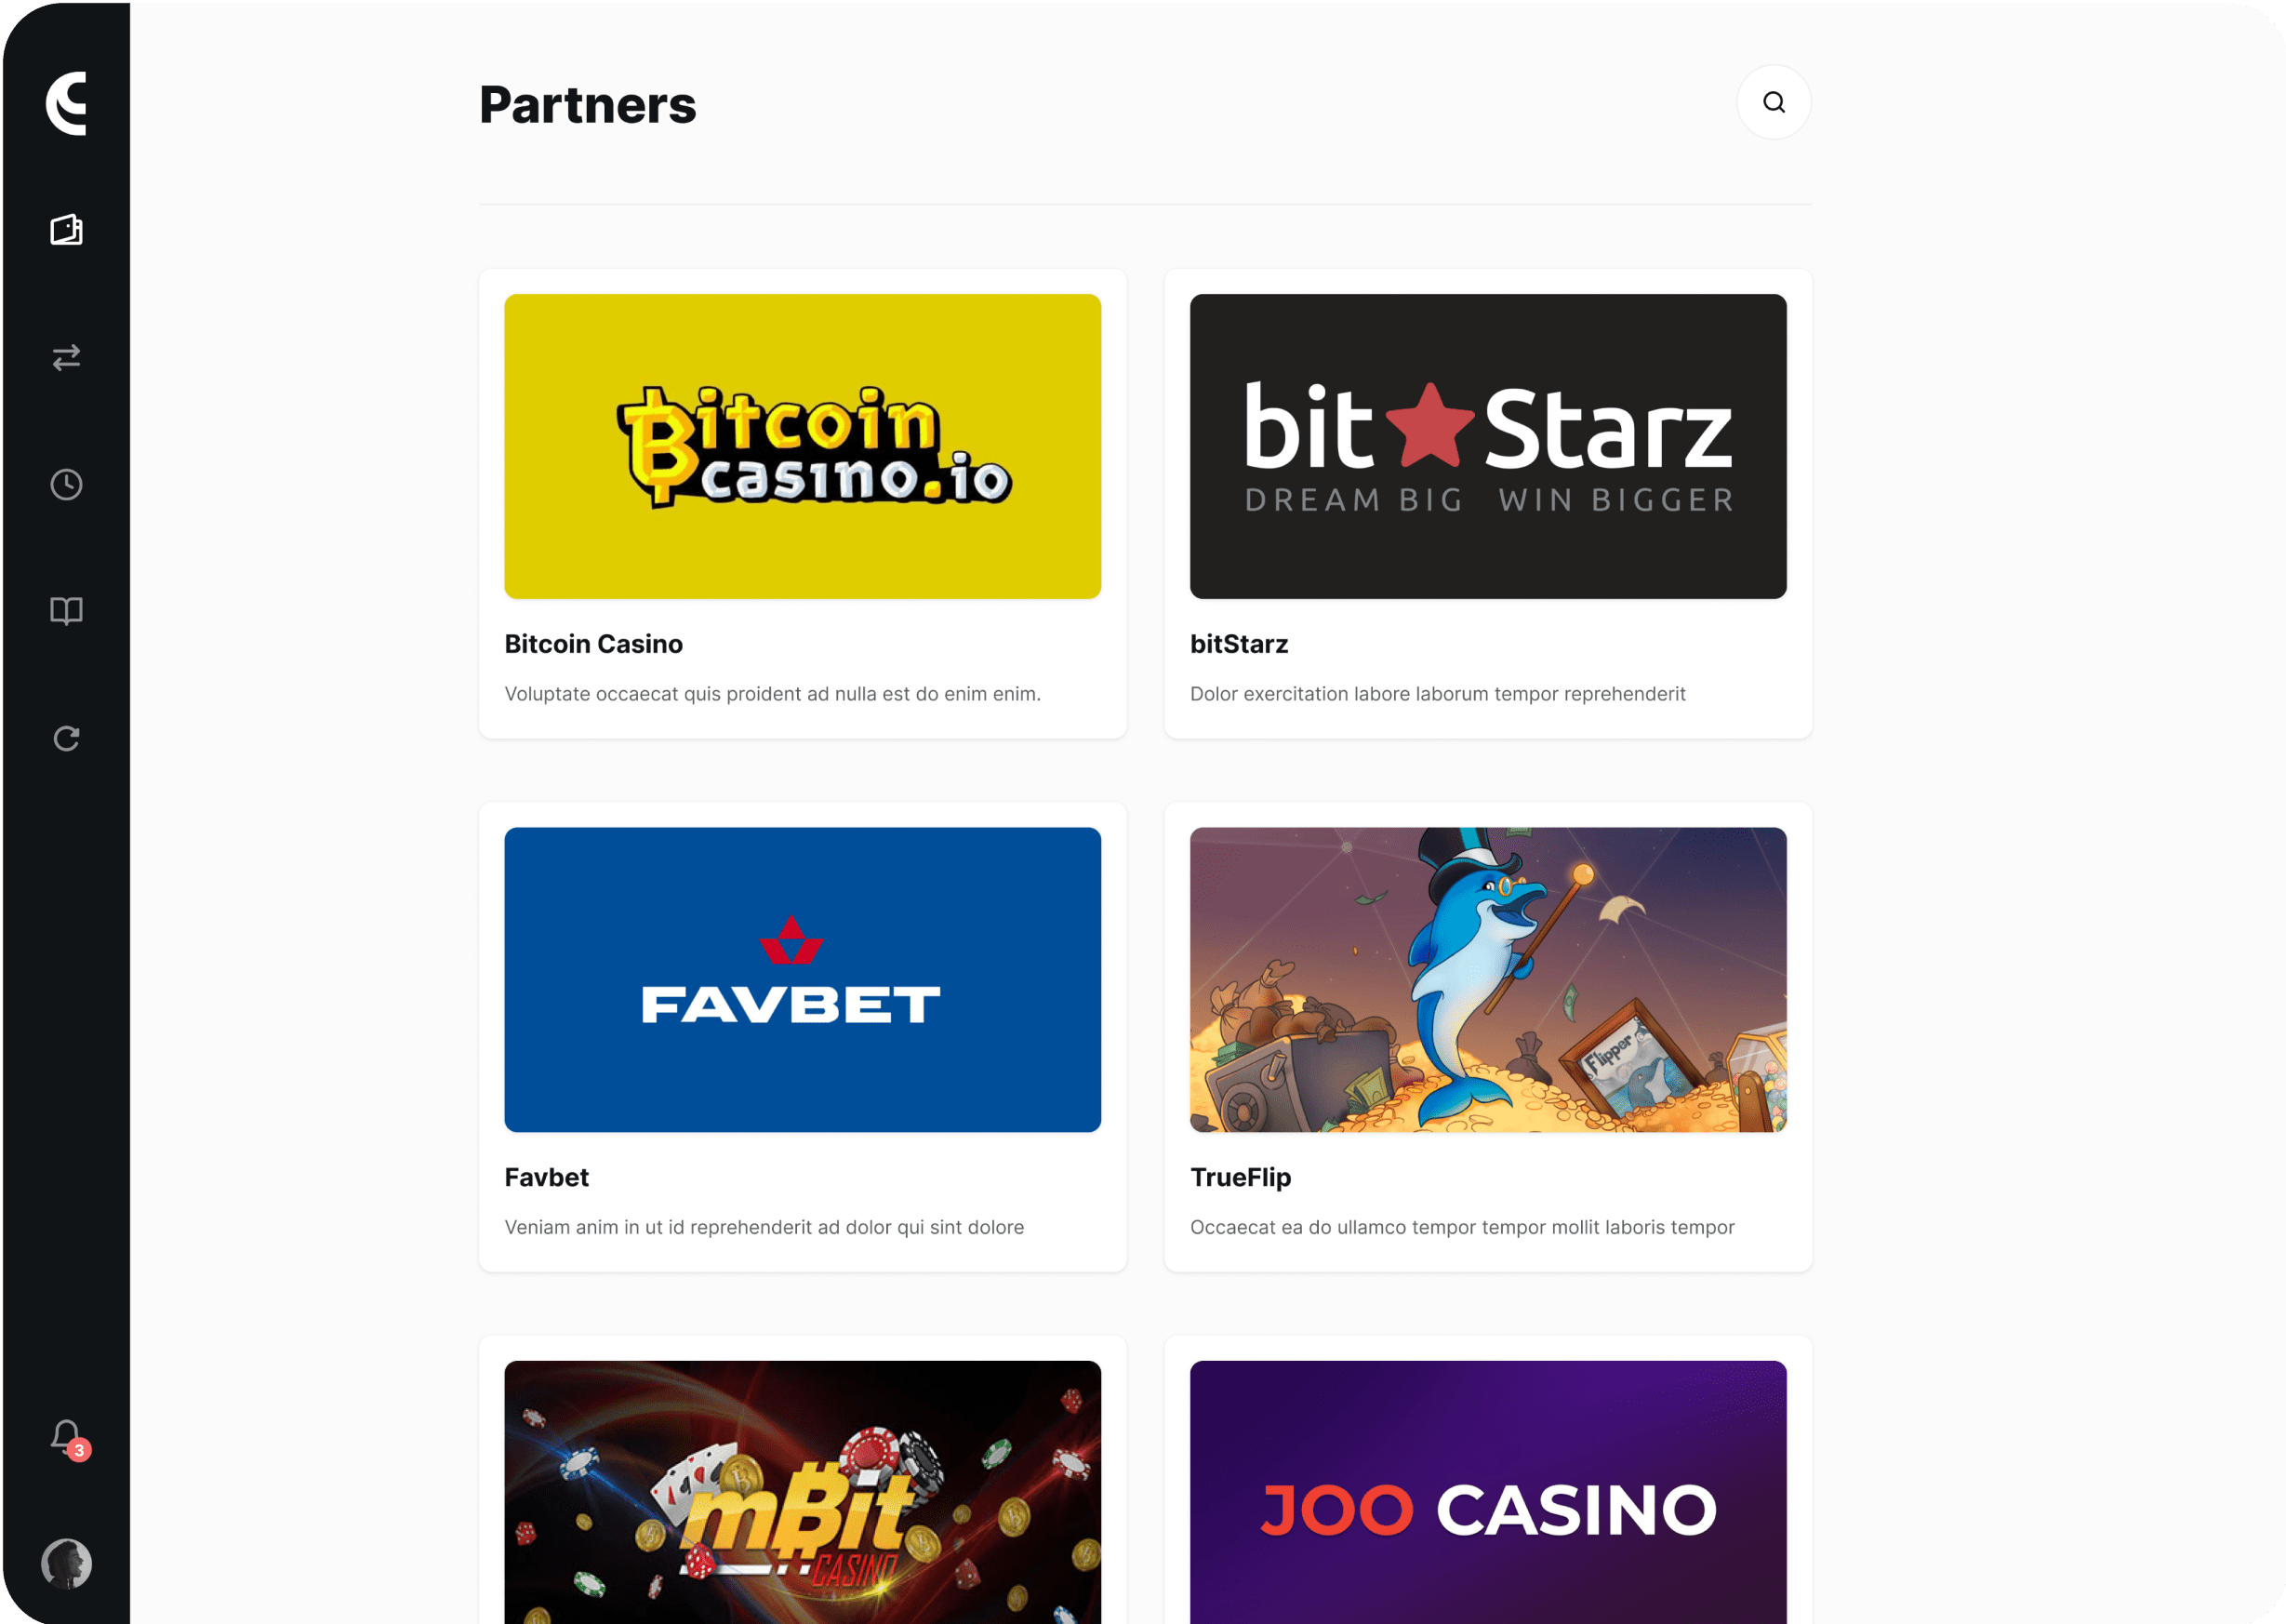 Partners
Bitcoin
casino.io
bit Starz
DREAM BIG WIN BIGGER
Bitcoin Casino
Voluptate occaecat quis proident ad nulla est do enim enim.
bitStarz
Dolor exercitation labore laborum tempor reprehenderit
FAVBET
Flipper
Favbet
Veniam anim in ut id reprehenderit ad dolor qui sint dolore
TrueFlip
Occaecat ea do ullamco tempor tempor mollit laboris tempor
3
mBit
CASINO
JOO CASINO